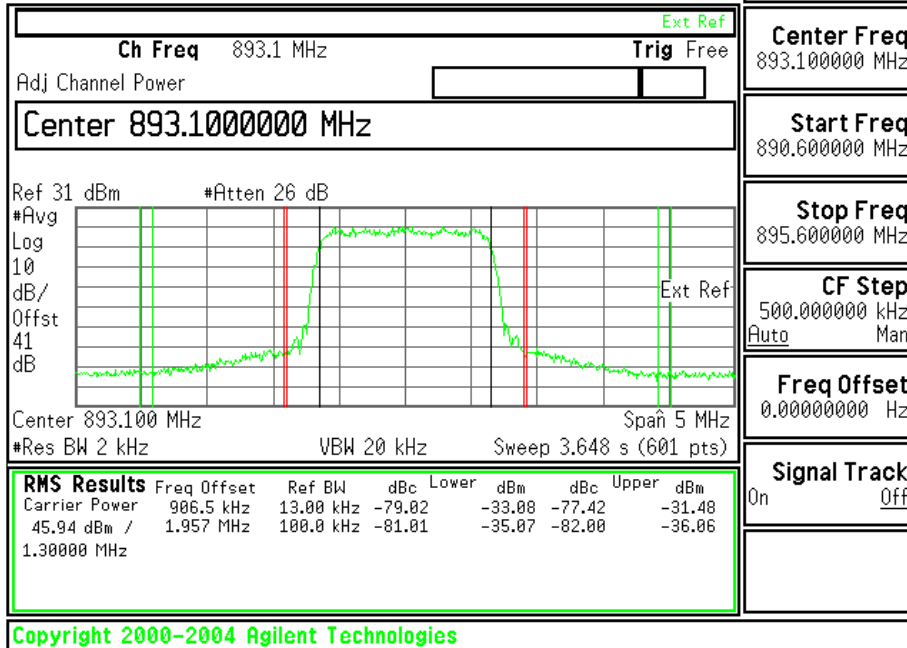 Ext Ref
Ch Freq 893.1 MHz Trig Free
Adj Channel Power
Center 893.1000000 MHz
Ref 31 dBm #Atten 26 dB
#Avg
Log
10
dB/
Offst
41
dB
Ext Ref
Center 893.100 MHz Span 5 MHz
#Res BW 2 kHz VBW 20 kHz Sweep 3.648 s (601 pts)
RMS Results Freq Offset Ref BW dBc Lower dBm dBc Upper dBm
Carrier Power 906.5 kHz 13.00 kHz -79.02 -33.08 -77.42 -31.48
45.94 dBm / 1.957 MHz 100.0 kHz -81.01 -35.07 -82.00 -36.06
1.30000 MHz
Copyright 2000-2004 Agilent Technologies
Center Freq
893.100000 MHz
Start Freq
890.600000 MHz
Stop Freq
895.600000 MHz
CF Step
500.000000 kHz
Auto Man
Freq Offset
0.00000000 Hz
Signal Track
On Off